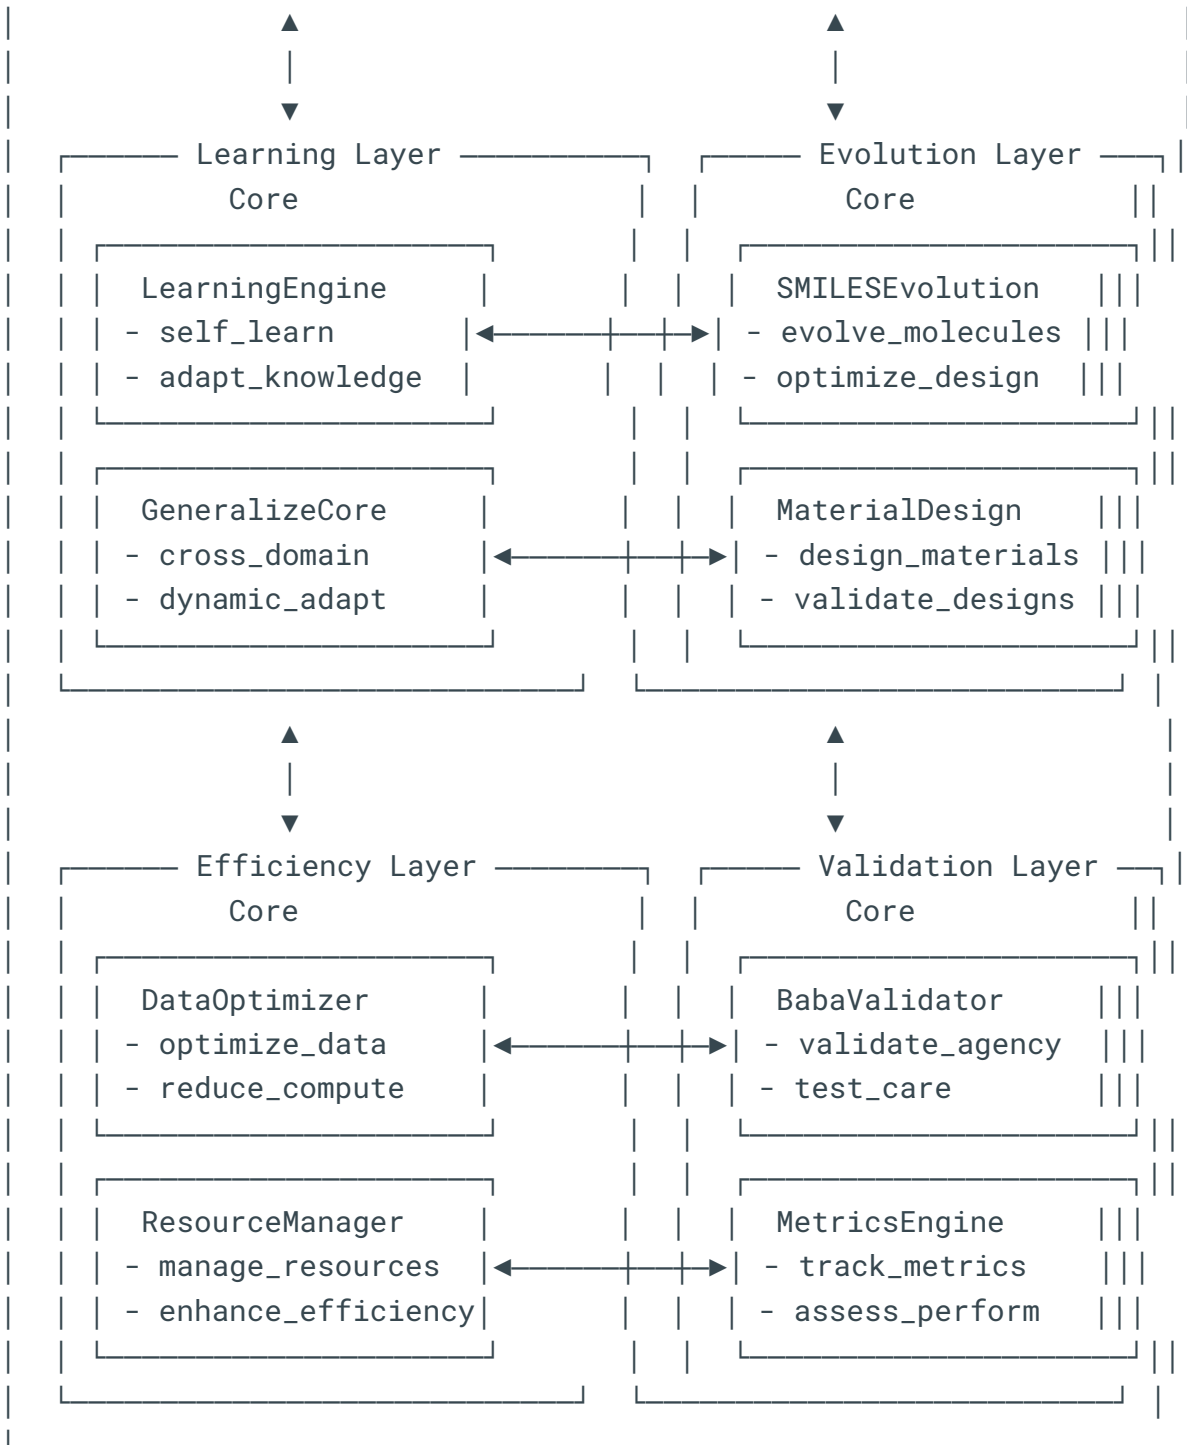 Learning Layer Evolution Layer
Core Core
LearningEngine SMILESEvolution
- self_learn - evolve_molecules
- adapt_knowledge - optimize_design
GeneralizeCore MaterialDesign
- cross_domain - design_materials
- dynamic_adapt - validate_designs
Efficiency Layer Validation Layer
Core Core
DataOptimizer BabaValidator
- optimize_data - validate_agency
- reduce_compute - test_care
ResourceManager MetricsEngine
- manage_resources - track_metrics
- enhance_efficiency - assess_perform